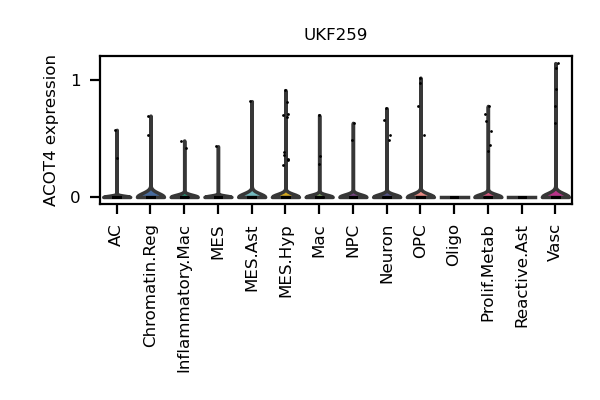 UKF259
ACOT4 expression
1
0
AC
Chromatin.Reg
Inflammatory.Mac
MES
MES.Ast
MES.Hyp
Mac
NPC
Neuron
OPC
Oligo
Prolif.Metab
Reactive.Ast
Vasc